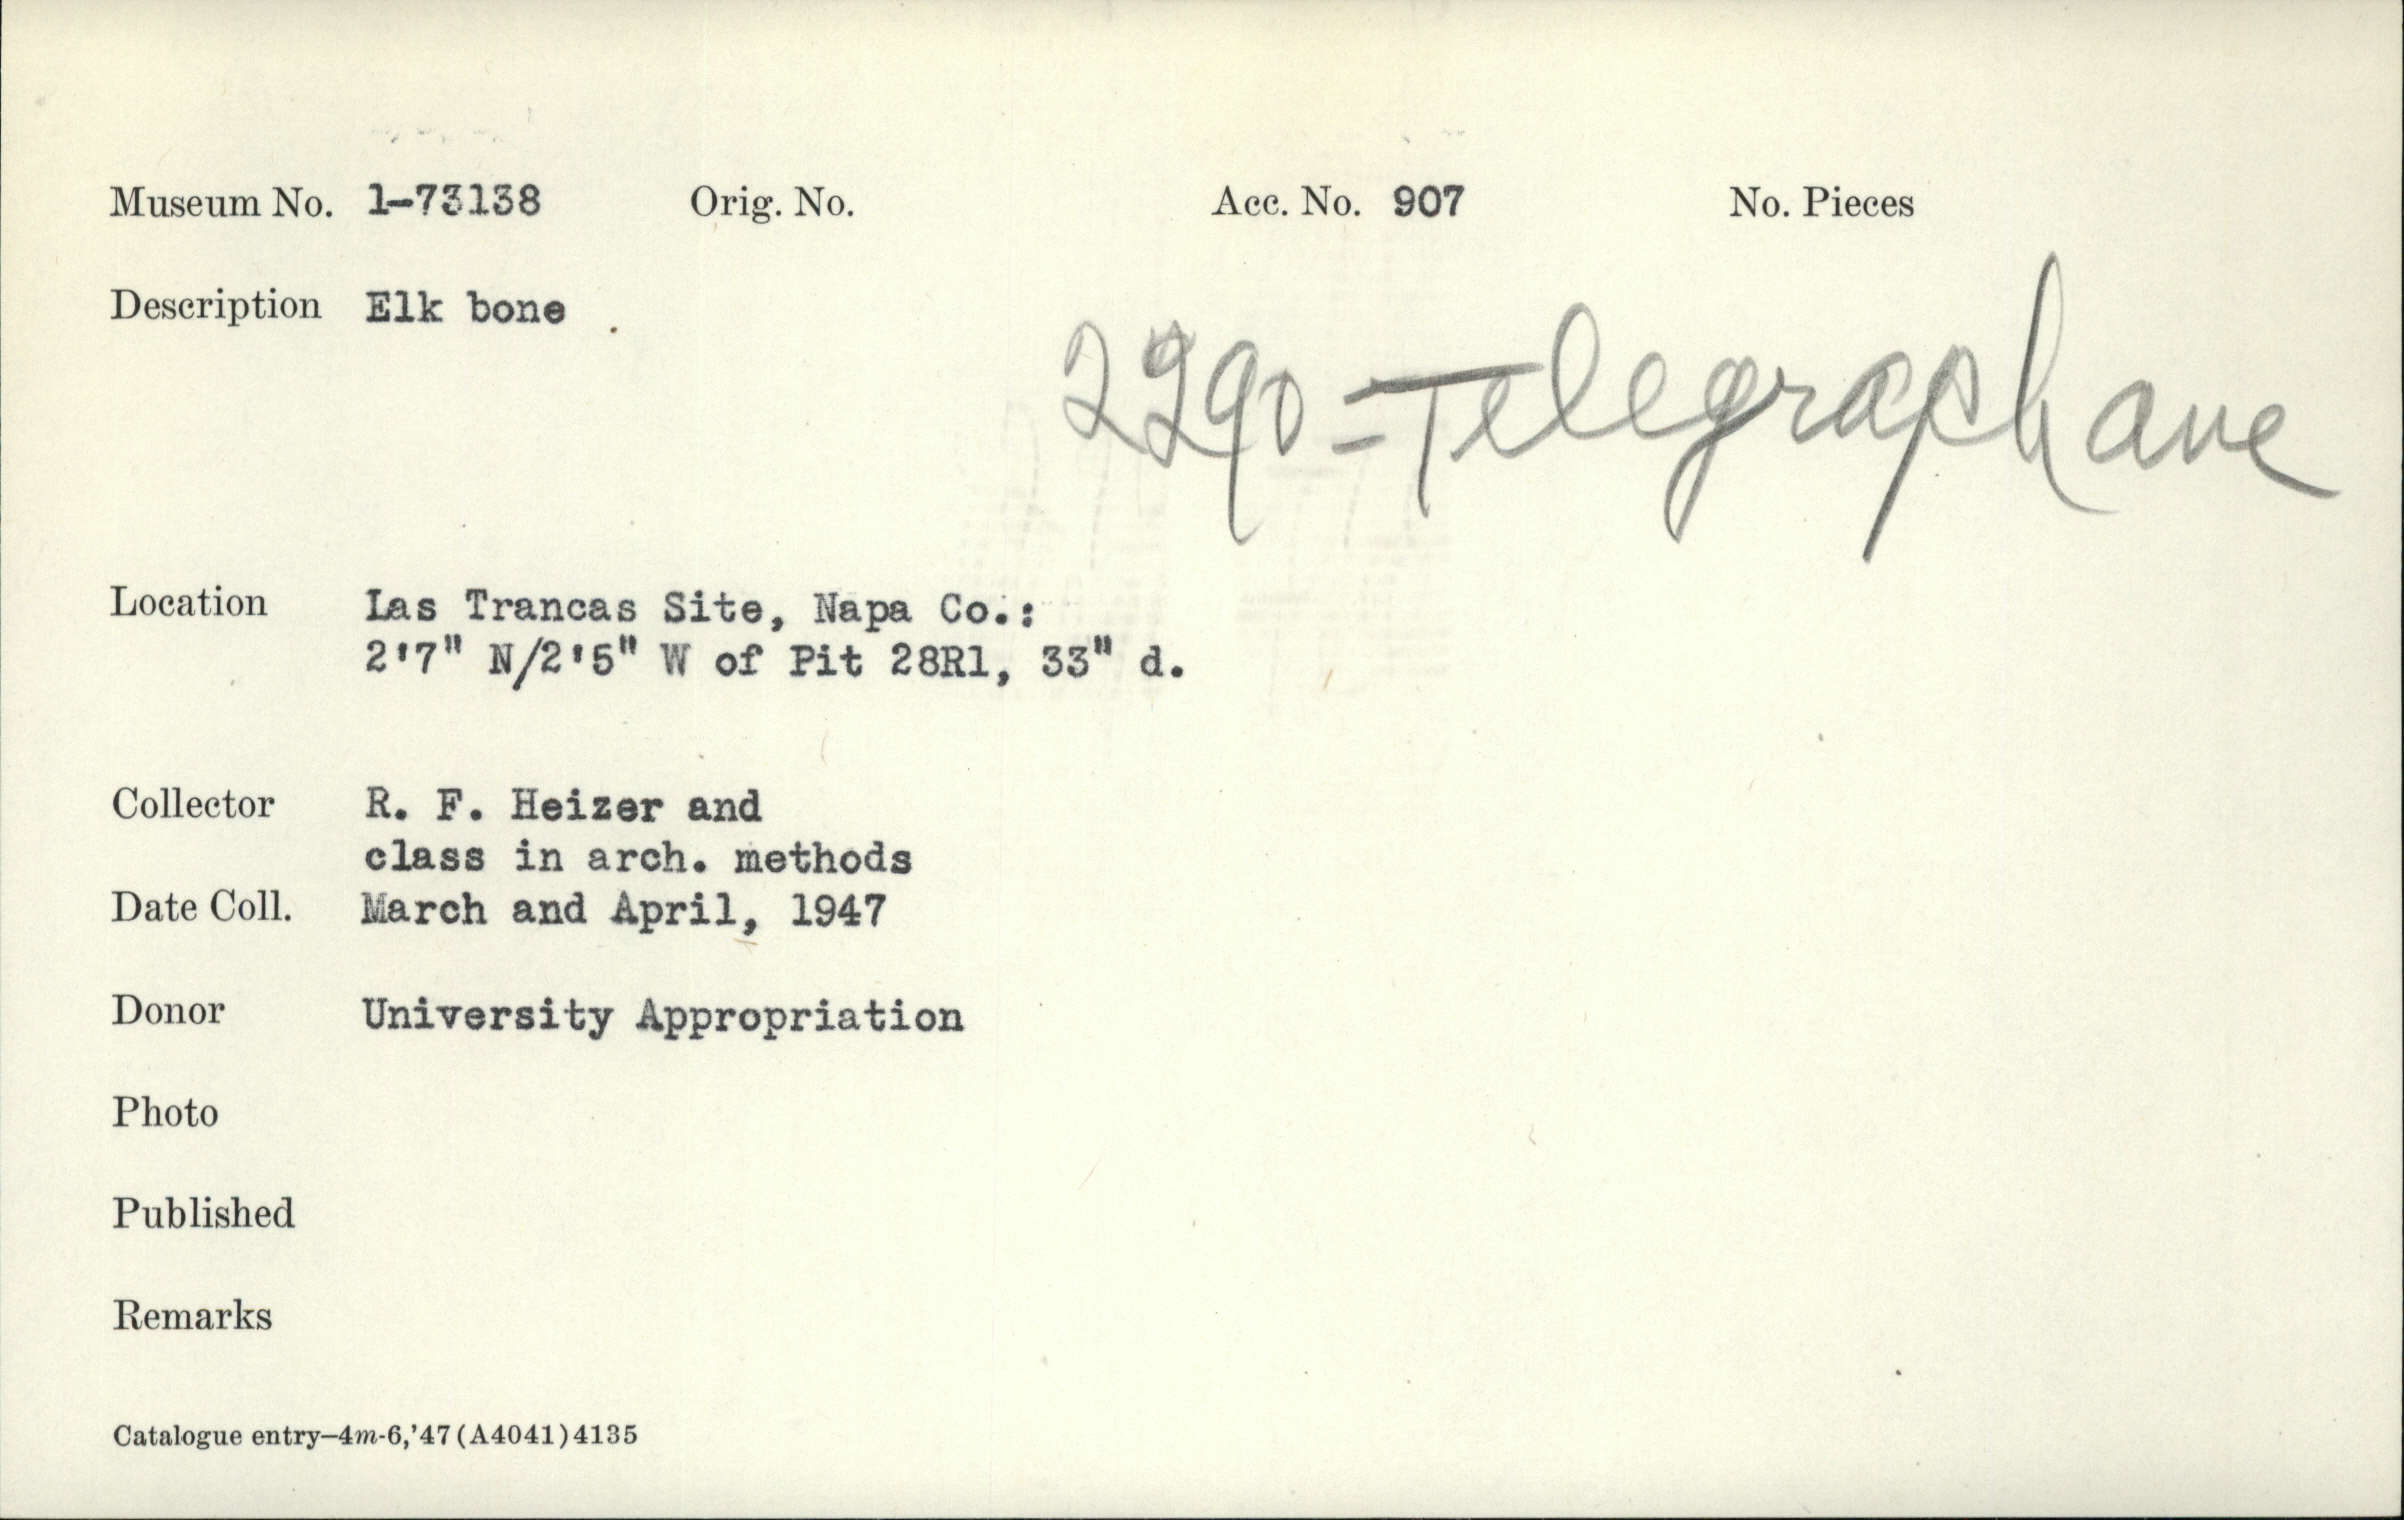 Museum No. 1-73138 Orig. No. Acc. No. 907 No. Pieces
Description Elk bone
2290=Telegraph ave
Location Las Trancas Site, Napa Co.:
2'7" N/2'5" W of Pit 28R1, 33" d.
Collector R. F. Heizer and
class in arch. methods
Date Coll. March and April, 1947
Donor University Appropriation
Photo
Published
Remarks
Catalogue entry—4m-6,'47(A4041)4135